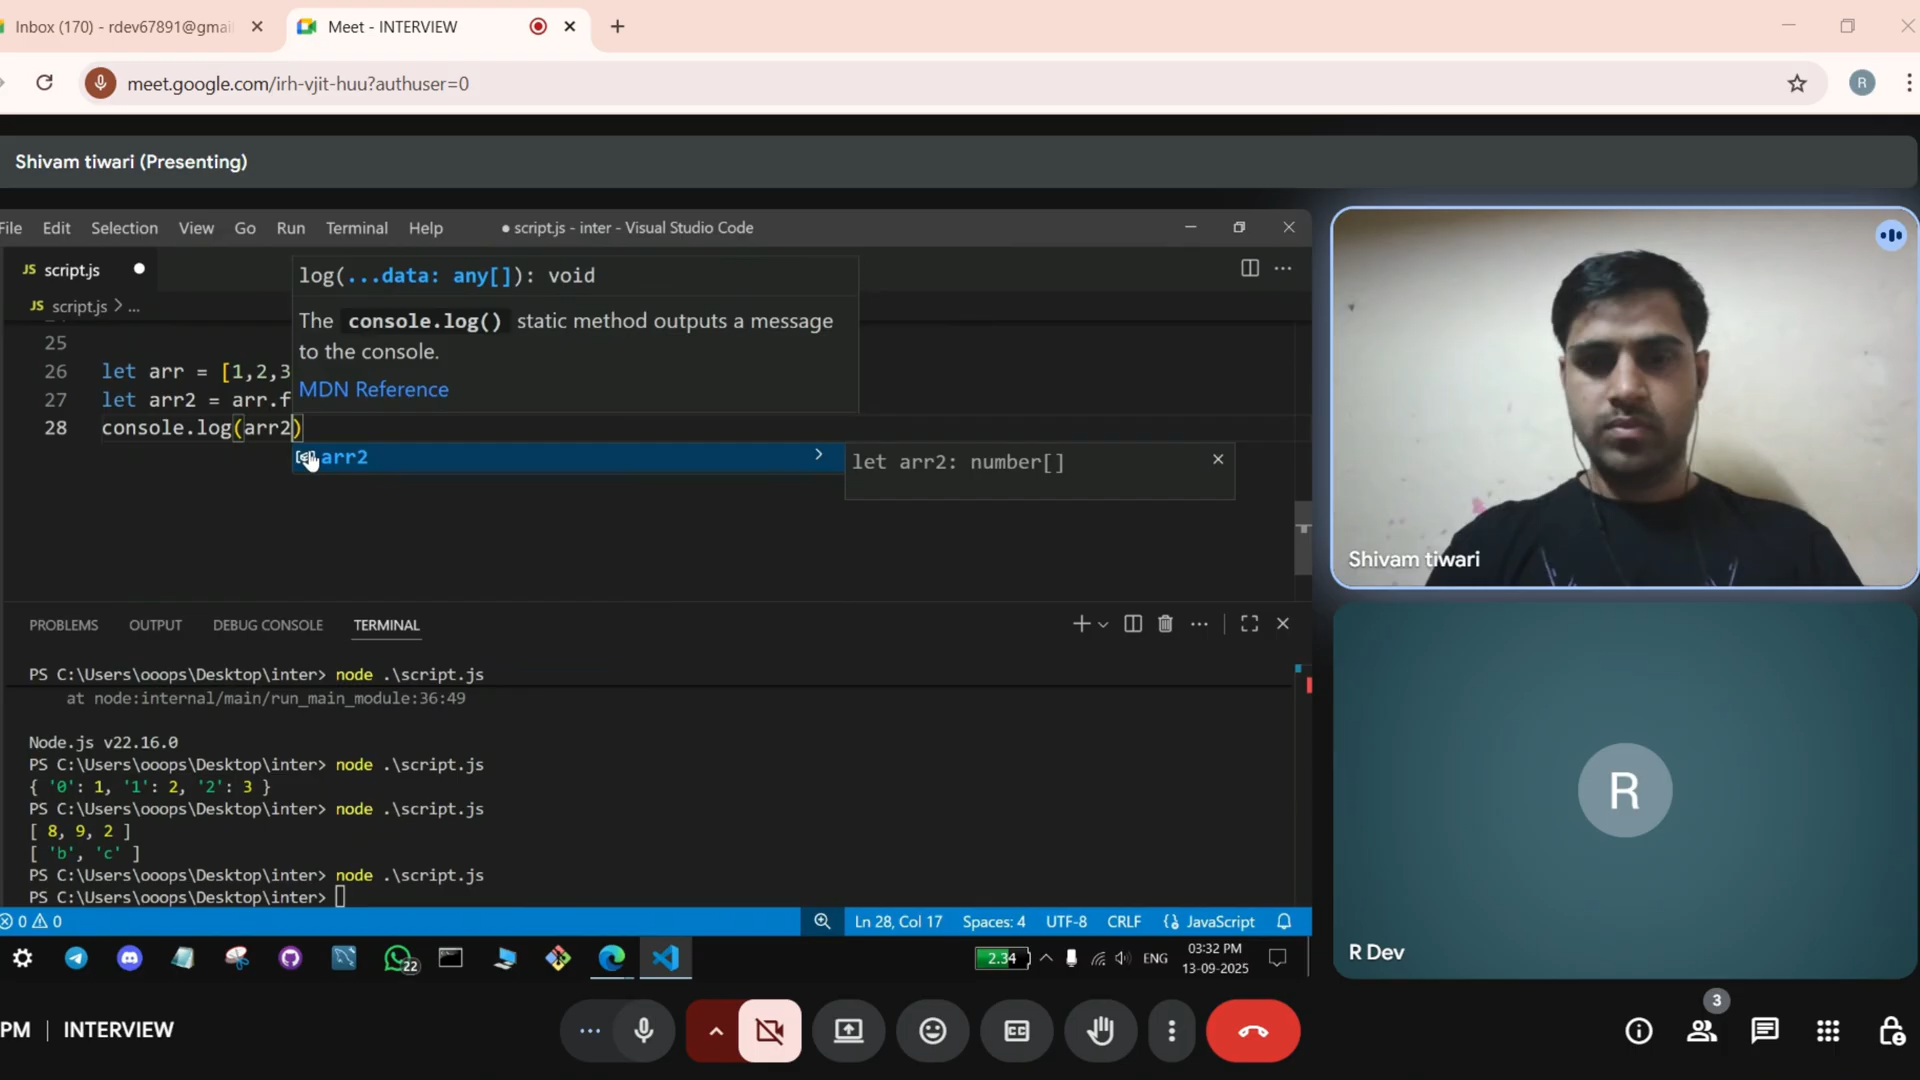 Inbox (170) - rdev67891@gmai
Meet - INTERVIEW
meet.google.com/irh-vjit-huu?authuser=0
R
Shivam tiwari (Presenting)
File Edit Selection View Go Run Terminal Help
● script.js - inter - Visual Studio Code
JS script.js
JS script.js > ...
log(...data: any[]): void
The console.log() static method outputs a message
to the console.
MDN Reference
25
26 let arr = [1,2,3
27 let arr2 = arr.f
28 console.log(arr2)
arr2
let arr2: number[]
PROBLEMS OUTPUT DEBUG CONSOLE TERMINAL
PS C:\Users\ooops\Desktop\inter> node .\script.js
at node:internal/main/run_main_module:36:49
Node.js v22.16.0
PS C:\Users\ooops\Desktop\inter> node .\script.js
{ '0': 1, '1': 2, '2': 3 }
PS C:\Users\ooops\Desktop\inter> node .\script.js
[ 8, 9, 2 ]
[ 'b', 'c' ]
PS C:\Users\ooops\Desktop\inter> node .\script.js
PS C:\Users\ooops\Desktop\inter>
0 0
Ln 28, Col 17 Spaces: 4 UTF-8 CRLF {} JavaScript
22
2.34
ENG
03:32 PM
13-09-2025
Shivam tiwari
R
R Dev
PM | INTERVIEW
CC
3